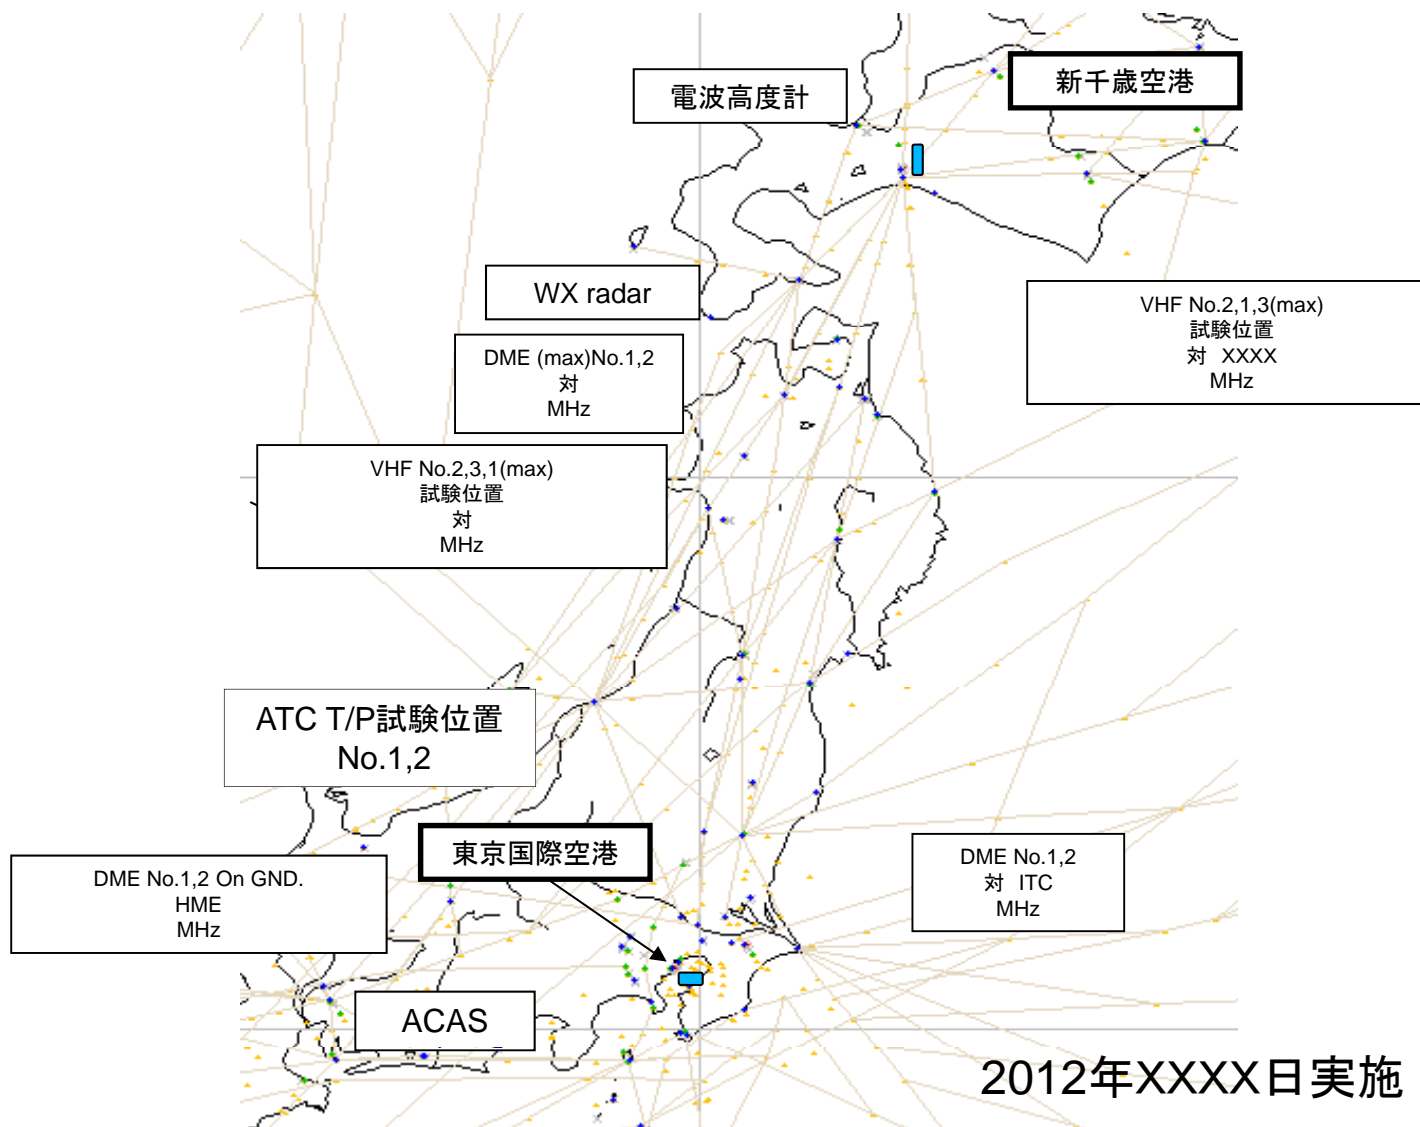 電波高度計
新千歳空港
WX radar
VHF No.2,1,3(max)
試験位置
対 XXXX
MHz
DME (max)No.1,2
対
MHz
VHF No.2,3,1(max)
試験位置
対
MHz
ATC T/P試験位置
No.1,2
東京国際空港
DME No.1,2
対 ITC
MHz
DME No.1,2 On GND.
HME
MHz
ACAS
2012年XXXX日実施